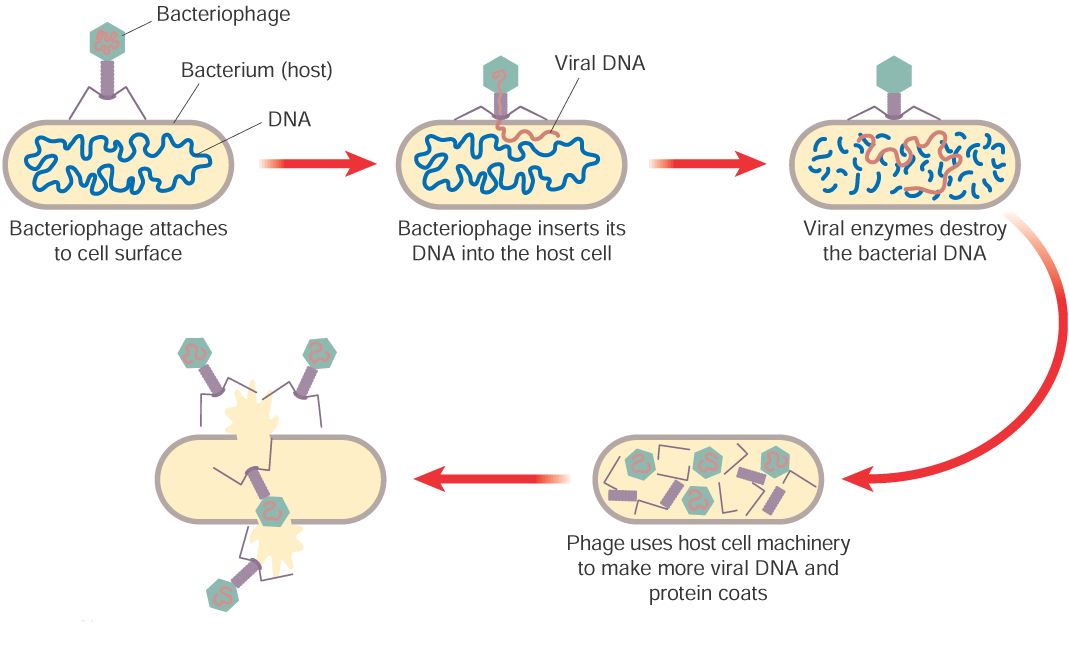 Bacteriophage
Bacterium (host)
DNA
Viral DNA
Bacteriophage attaches
to cell surface
Bacteriophage inserts its
DNA into the host cell
Viral enzymes destroy
the bacterial DNA
Phage uses host cell machinery
to make more viral DNA and
protein coats